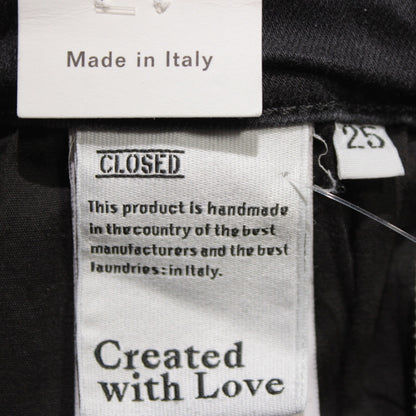 Made in Italy
CLOSED
25
This product is handmade
in the country of the best
manufacturers and the best
laundries: in Italy.
Created
with Love